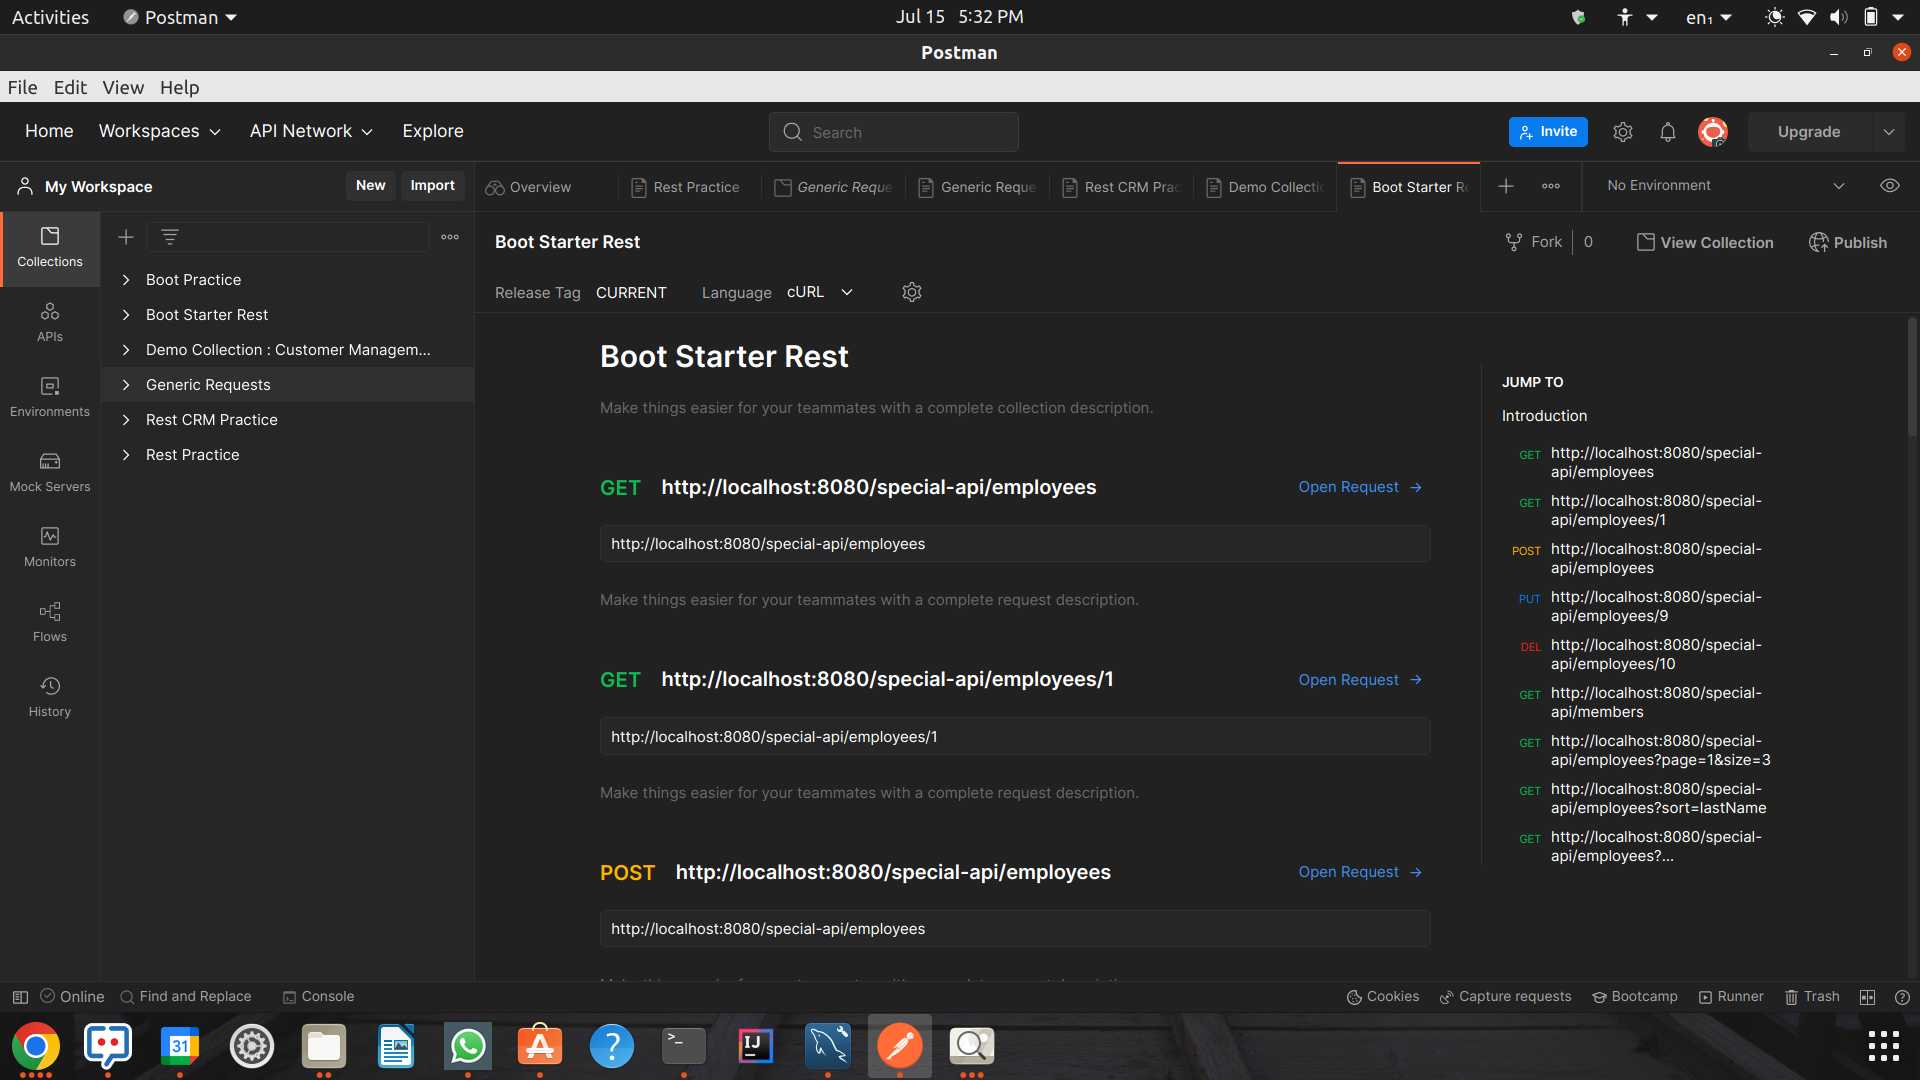 Activities
Postman
Jul 15 5:32 PM
en₁
Postman
File Edit View Help
Home
Workspaces
API Network
Explore
Search
Invite
Upgrade
My Workspace
New
Import
Overview
Rest Practice
Generic Reque
Generic Reque
Rest CRM Prac
Demo Collectic
Boot Starter Re
No Environment
Collections
APIs
Environments
Mock Servers
Monitors
Flows
History
Boot Practice
Boot Starter Rest
Demo Collection : Customer Managem...
Generic Requests
Rest CRM Practice
Rest Practice
Boot Starter Rest
Fork 0
View Collection
Publish
Release Tag CURRENT
Language cURL
Boot Starter Rest
Make things easier for your teammates with a complete collection description.
GET http://localhost:8080/special-api/employees
Open Request →
http://localhost:8080/special-api/employees
Make things easier for your teammates with a complete request description.
GET http://localhost:8080/special-api/employees/1
Open Request →
http://localhost:8080/special-api/employees/1
Make things easier for your teammates with a complete request description.
POST http://localhost:8080/special-api/employees
Open Request →
http://localhost:8080/special-api/employees
JUMP TO
Introduction
GET http://localhost:8080/special-
api/employees
GET http://localhost:8080/special-
api/employees/1
POST http://localhost:8080/special-
api/employees
PUT http://localhost:8080/special-
api/employees/9
DEL http://localhost:8080/special-
api/employees/10
GET http://localhost:8080/special-
api/members
GET http://localhost:8080/special-
api/employees?page=1&size=3
GET http://localhost:8080/special-
api/employees?sort=lastName
GET http://localhost:8080/special-
api/employees?...
Online
Find and Replace
Console
Cookies
Capture requests
Bootcamp
Runner
Trash
31
IJ